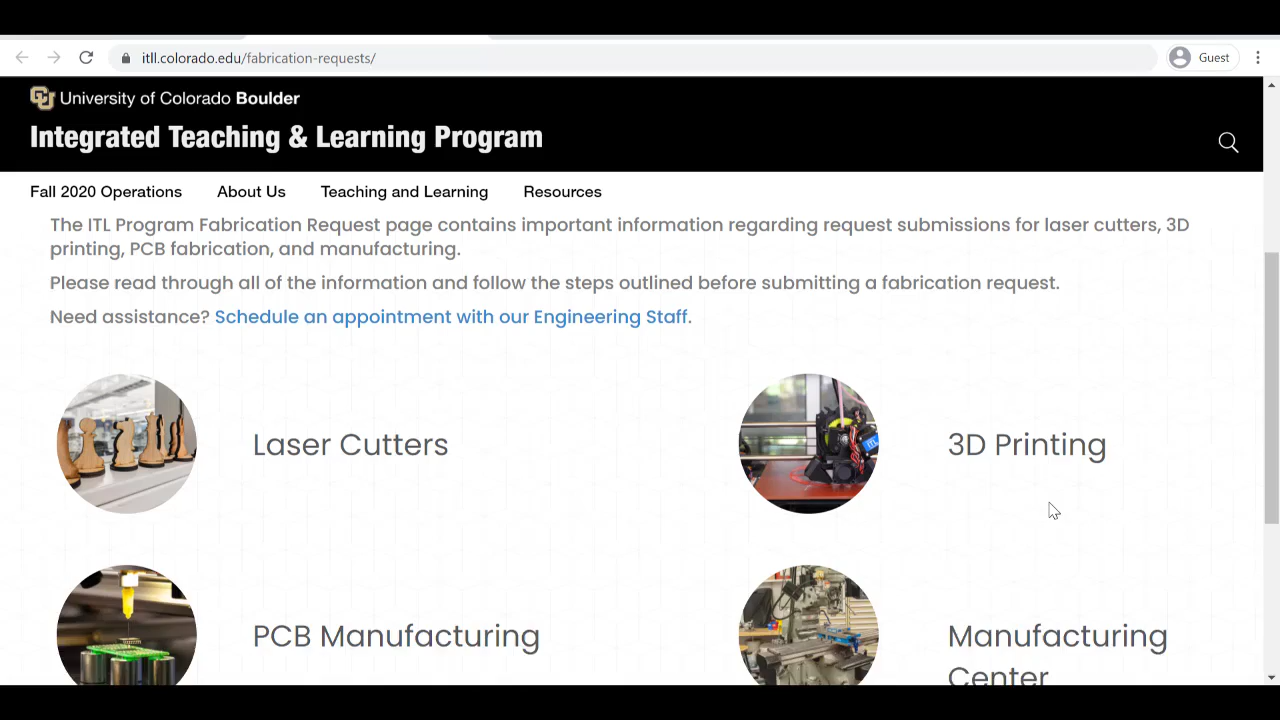 itll.colorado.edu/fabrication-requests/
Guest
CU University of Colorado Boulder
Integrated Teaching & Learning Program
Fall 2020 Operations About Us Teaching and Learning Resources
The ITL Program Fabrication Request page contains important information regarding request submissions for laser cutters, 3D
printing, PCB fabrication, and manufacturing.
Please read through all of the information and follow the steps outlined before submitting a fabrication request.
Need assistance? Schedule an appointment with our Engineering Staff.
Laser Cutters
ITL
3D Printing
PCB Manufacturing
Manufacturing
Center